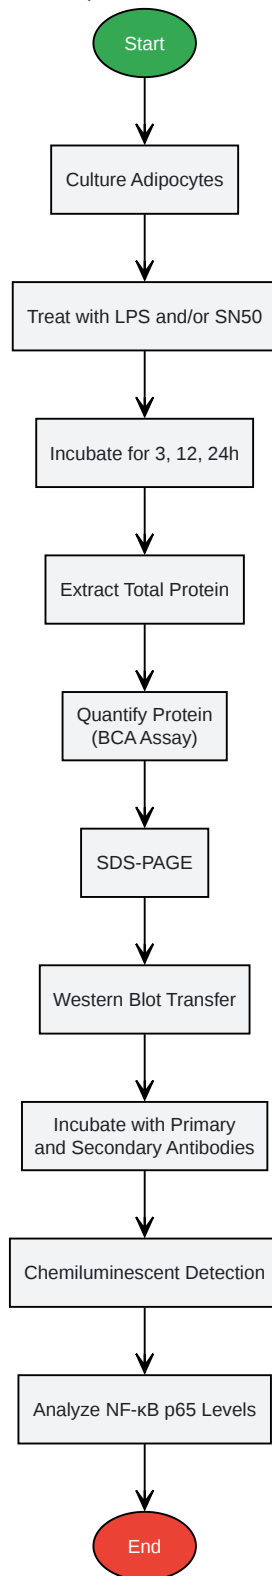 Start
Culture Adipocytes
Treat with LPS and/or SN50
Incubate for 3, 12, 24h
Extract Total Protein
Quantify Protein
(BCA Assay)
SDS-PAGE
Western Blot Transfer
Incubate with Primary
and Secondary Antibodies
Chemiluminescent Detection
Analyze NF-κB p65 Levels
End